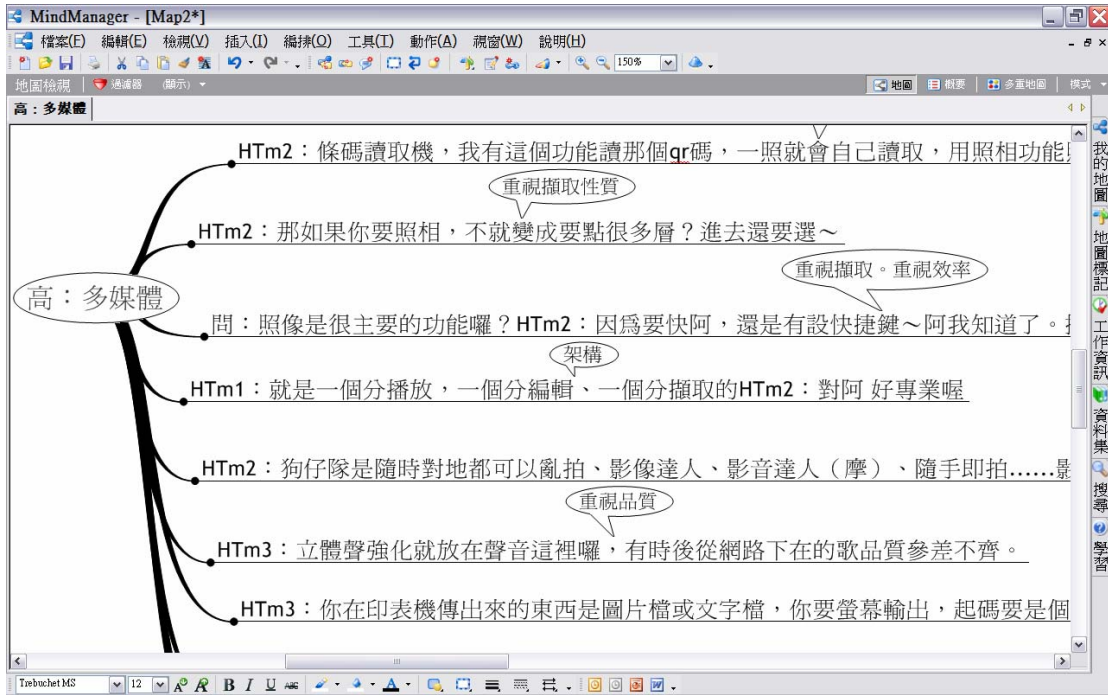 MindManager - [Map2*]
檔案(F) 編輯(E) 檢視(V) 插入(I) 編排(O) 工具(T) 動作(A) 視窗(W) 說明(H)
150%
地圖檢視 過濾器 (顯示) 地圖 概要 多重地圖 模式
高:多媒體
HTm2:條碼讀取機,我有這個功能讀那個qr碼,一照就會自己讀取,用照相功能
重視擷取性質
HTm2:那如果你要照相,不就變成要點很多層?進去還要選~
重視擷取。重視效率
高:多媒體
問:照像是很主要的功能囉?HTm2:因為要快阿,還是有設快捷鍵~阿我知道了。
架構
HTm1:就是一個分播放,一個分編輯、一個分擷取的HTm2:對阿 好專業喔
HTm2:狗仔隊是隨時對地都可以亂拍、影像達人、影音達人(摩)、隨手即拍……影
重視品質
HTm3:立體聲強化就放在聲音這裡囉,有時後從網路下在的歌品質參差不齊。
HTm3:你在印表機傳出來的東西是圖片檔或文字檔,你要螢幕輸出,起碼要是個
我的地圖
地圖標記
工作資訊
資料集
搜尋
學習
Trebuchet MS 12 B I U ABC A